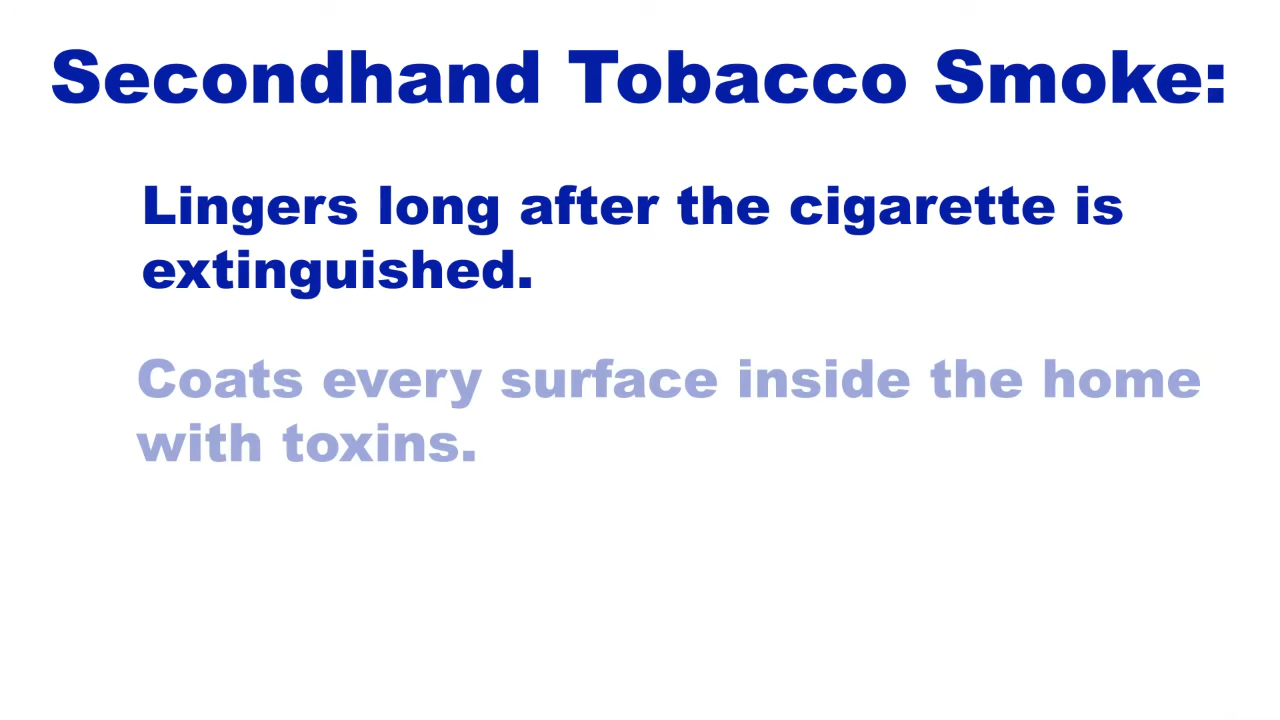 Secondhand Tobacco Smoke:
Lingers long after the cigarette is
extinguished.
Coats every surface inside the home
with toxins.